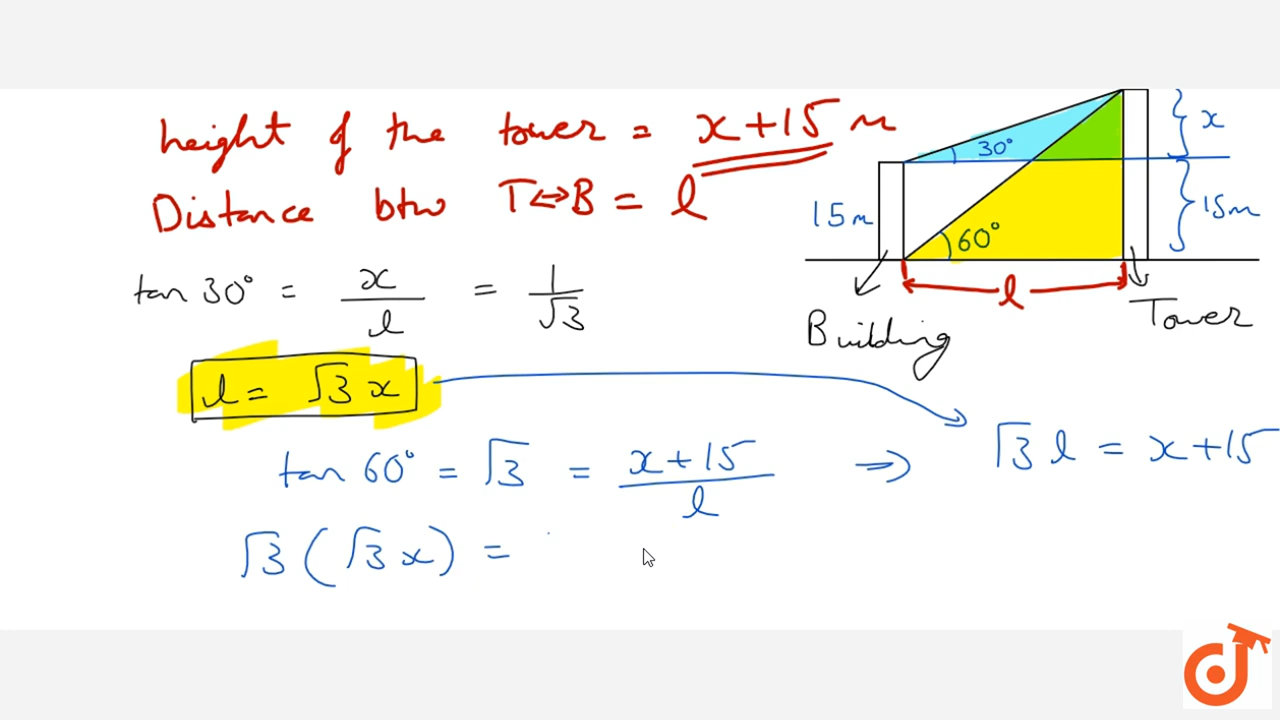 height of the tower = x+15 m
Distance btw T↔B = l
tan 30° = x/l = 1/√3
l = √3 x
tan 60° = √3 = (x+15)/l ⇒ √3 l = x+15
√3 (√3 x) =
30°
x
15m
15m
60°
l
Building
Tower
d